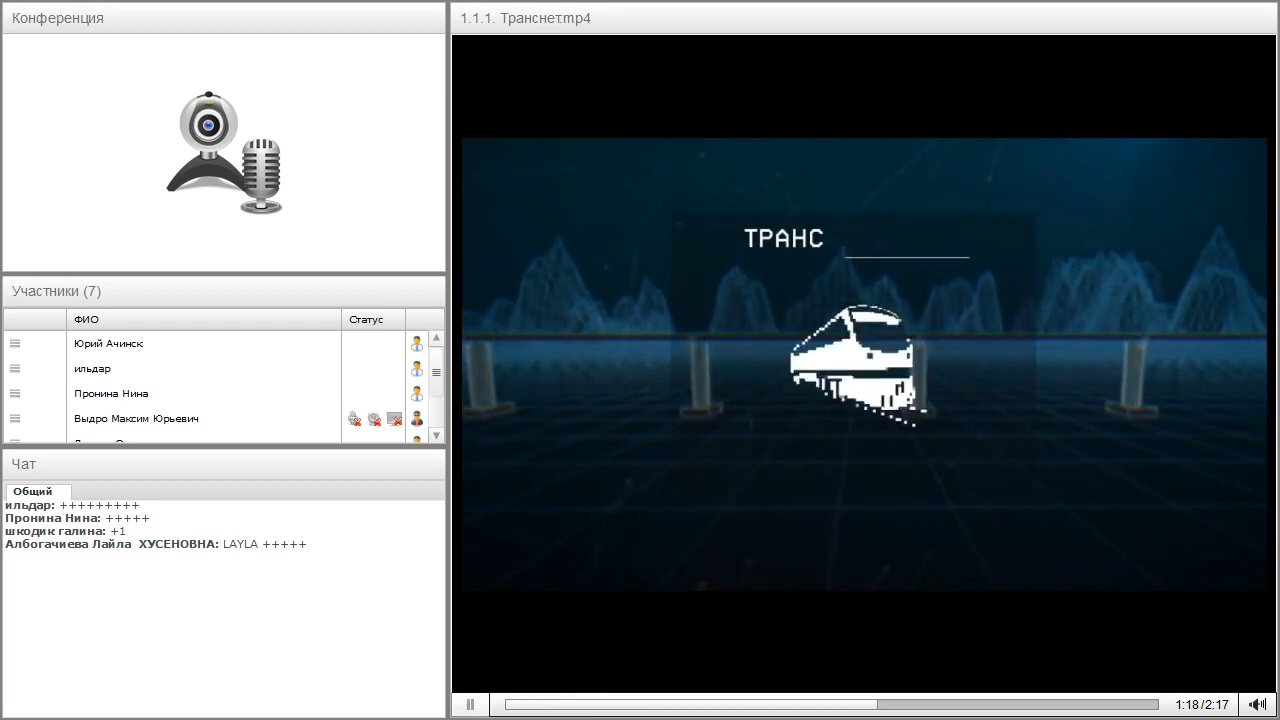 Конференция
Участники (7)
ФИО Статус
Юрий Ачинск
ильдар
Пронина Нина
Выдро Максим Юрьевич
Чат
Общий
ильдар: +++++++++
Пронина Нина: +++++
шкодик галина: +1
Албогачиева Лайла ХУСЕНОВНА: LAYLA +++++
1.1.1. Транснет.mp4
ТРАНС
1:18/2:17